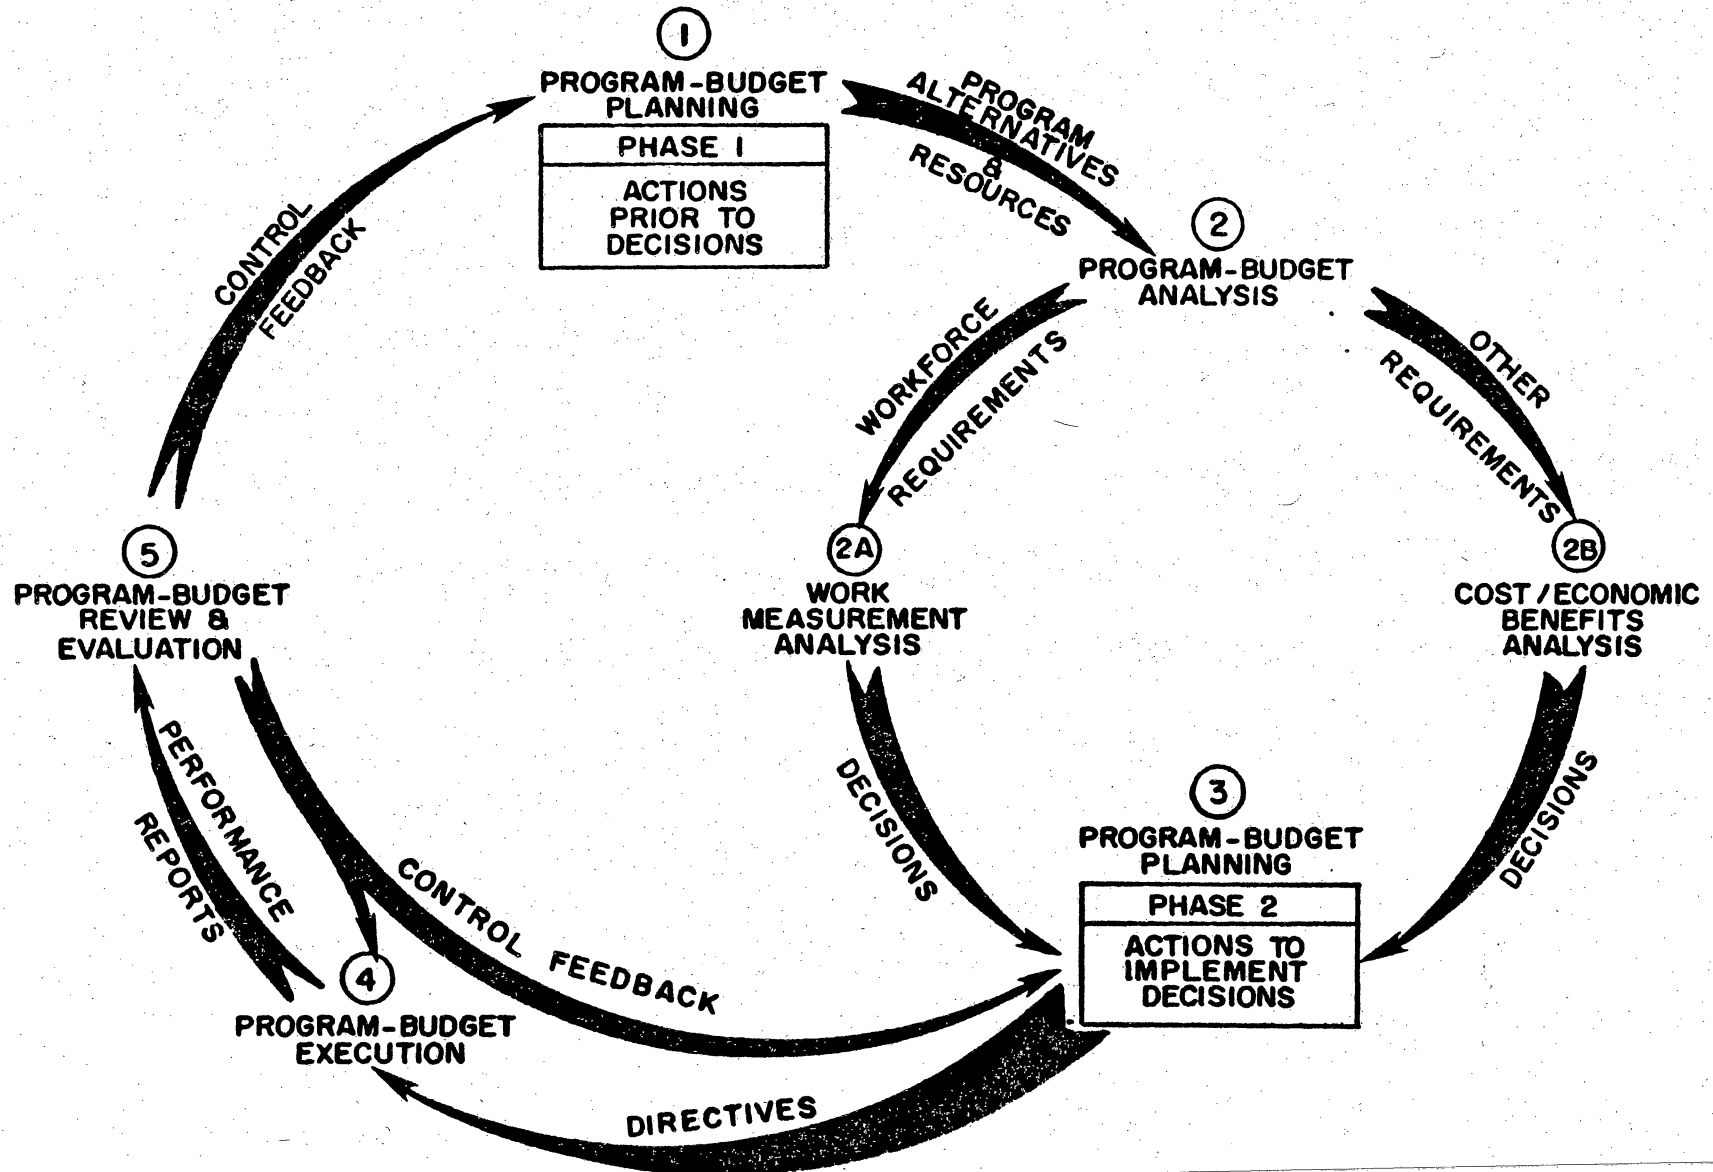 1
PROGRAM-BUDGET
PLANNING
PHASE 1
ACTIONS
PRIOR TO
DECISIONS
PROGRAM
ALTERNATIVES
&
RESOURCES
2
PROGRAM-BUDGET
ANALYSIS
WORKFORCE
REQUIREMENTS
OTHER
REQUIREMENTS
2A
WORK
MEASUREMENT
ANALYSIS
2B
COST/ECONOMIC
BENEFITS
ANALYSIS
DECISIONS
DECISIONS
3
PROGRAM-BUDGET
PLANNING
PHASE 2
ACTIONS TO
IMPLEMENT
DECISIONS
DIRECTIVES
4
PROGRAM-BUDGET
EXECUTION
PERFORMANCE
REPORTS
CONTROL FEEDBACK
5
PROGRAM-BUDGET
REVIEW &
EVALUATION
CONTROL
FEEDBACK